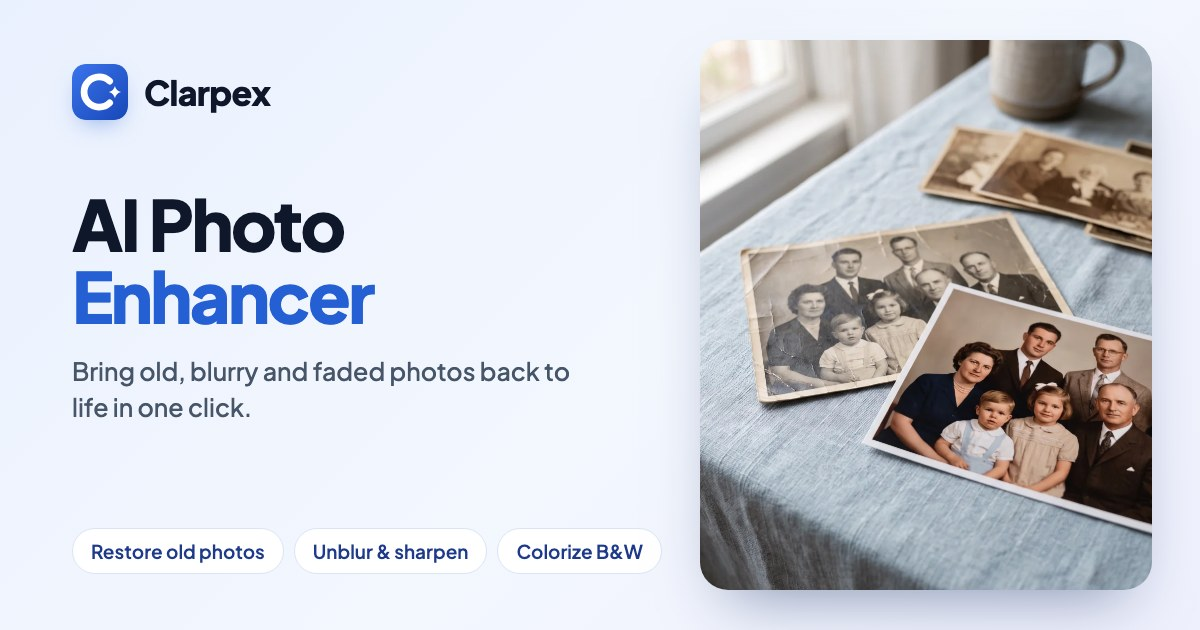 Clarpex
AI Photo
Enhancer
Bring old, blurry and faded photos back to
life in one click.
Restore old photos
Unblur & sharpen
Colorize B&W